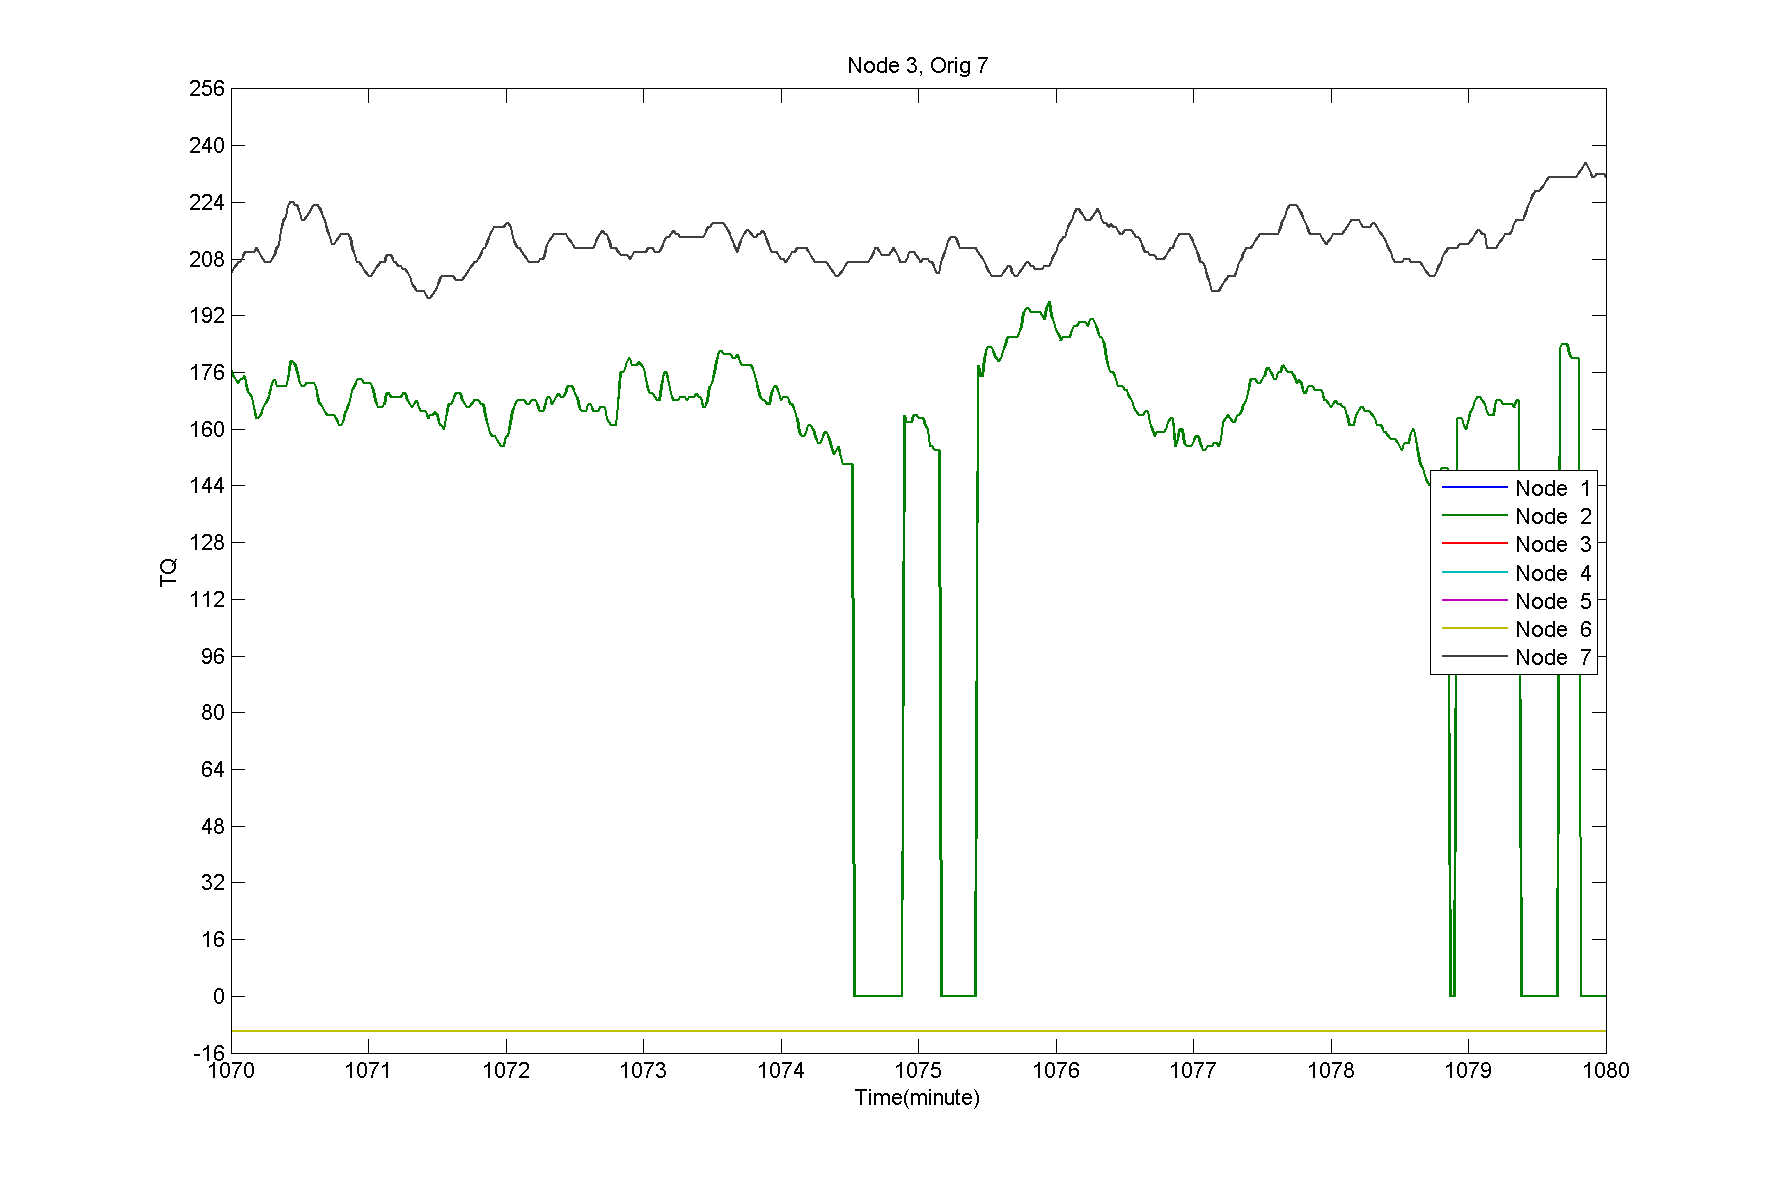 Node 3, Orig 7
256
240
224
208
192
176
160
144
128
112
96
80
64
48
32
16
0
-16
TQ
Node 1
Node 2
Node 3
Node 4
Node 5
Node 6
Node 7
1070 1071 1072 1073 1074 1075 1076 1077 1078 1079 1080
Time(minute)